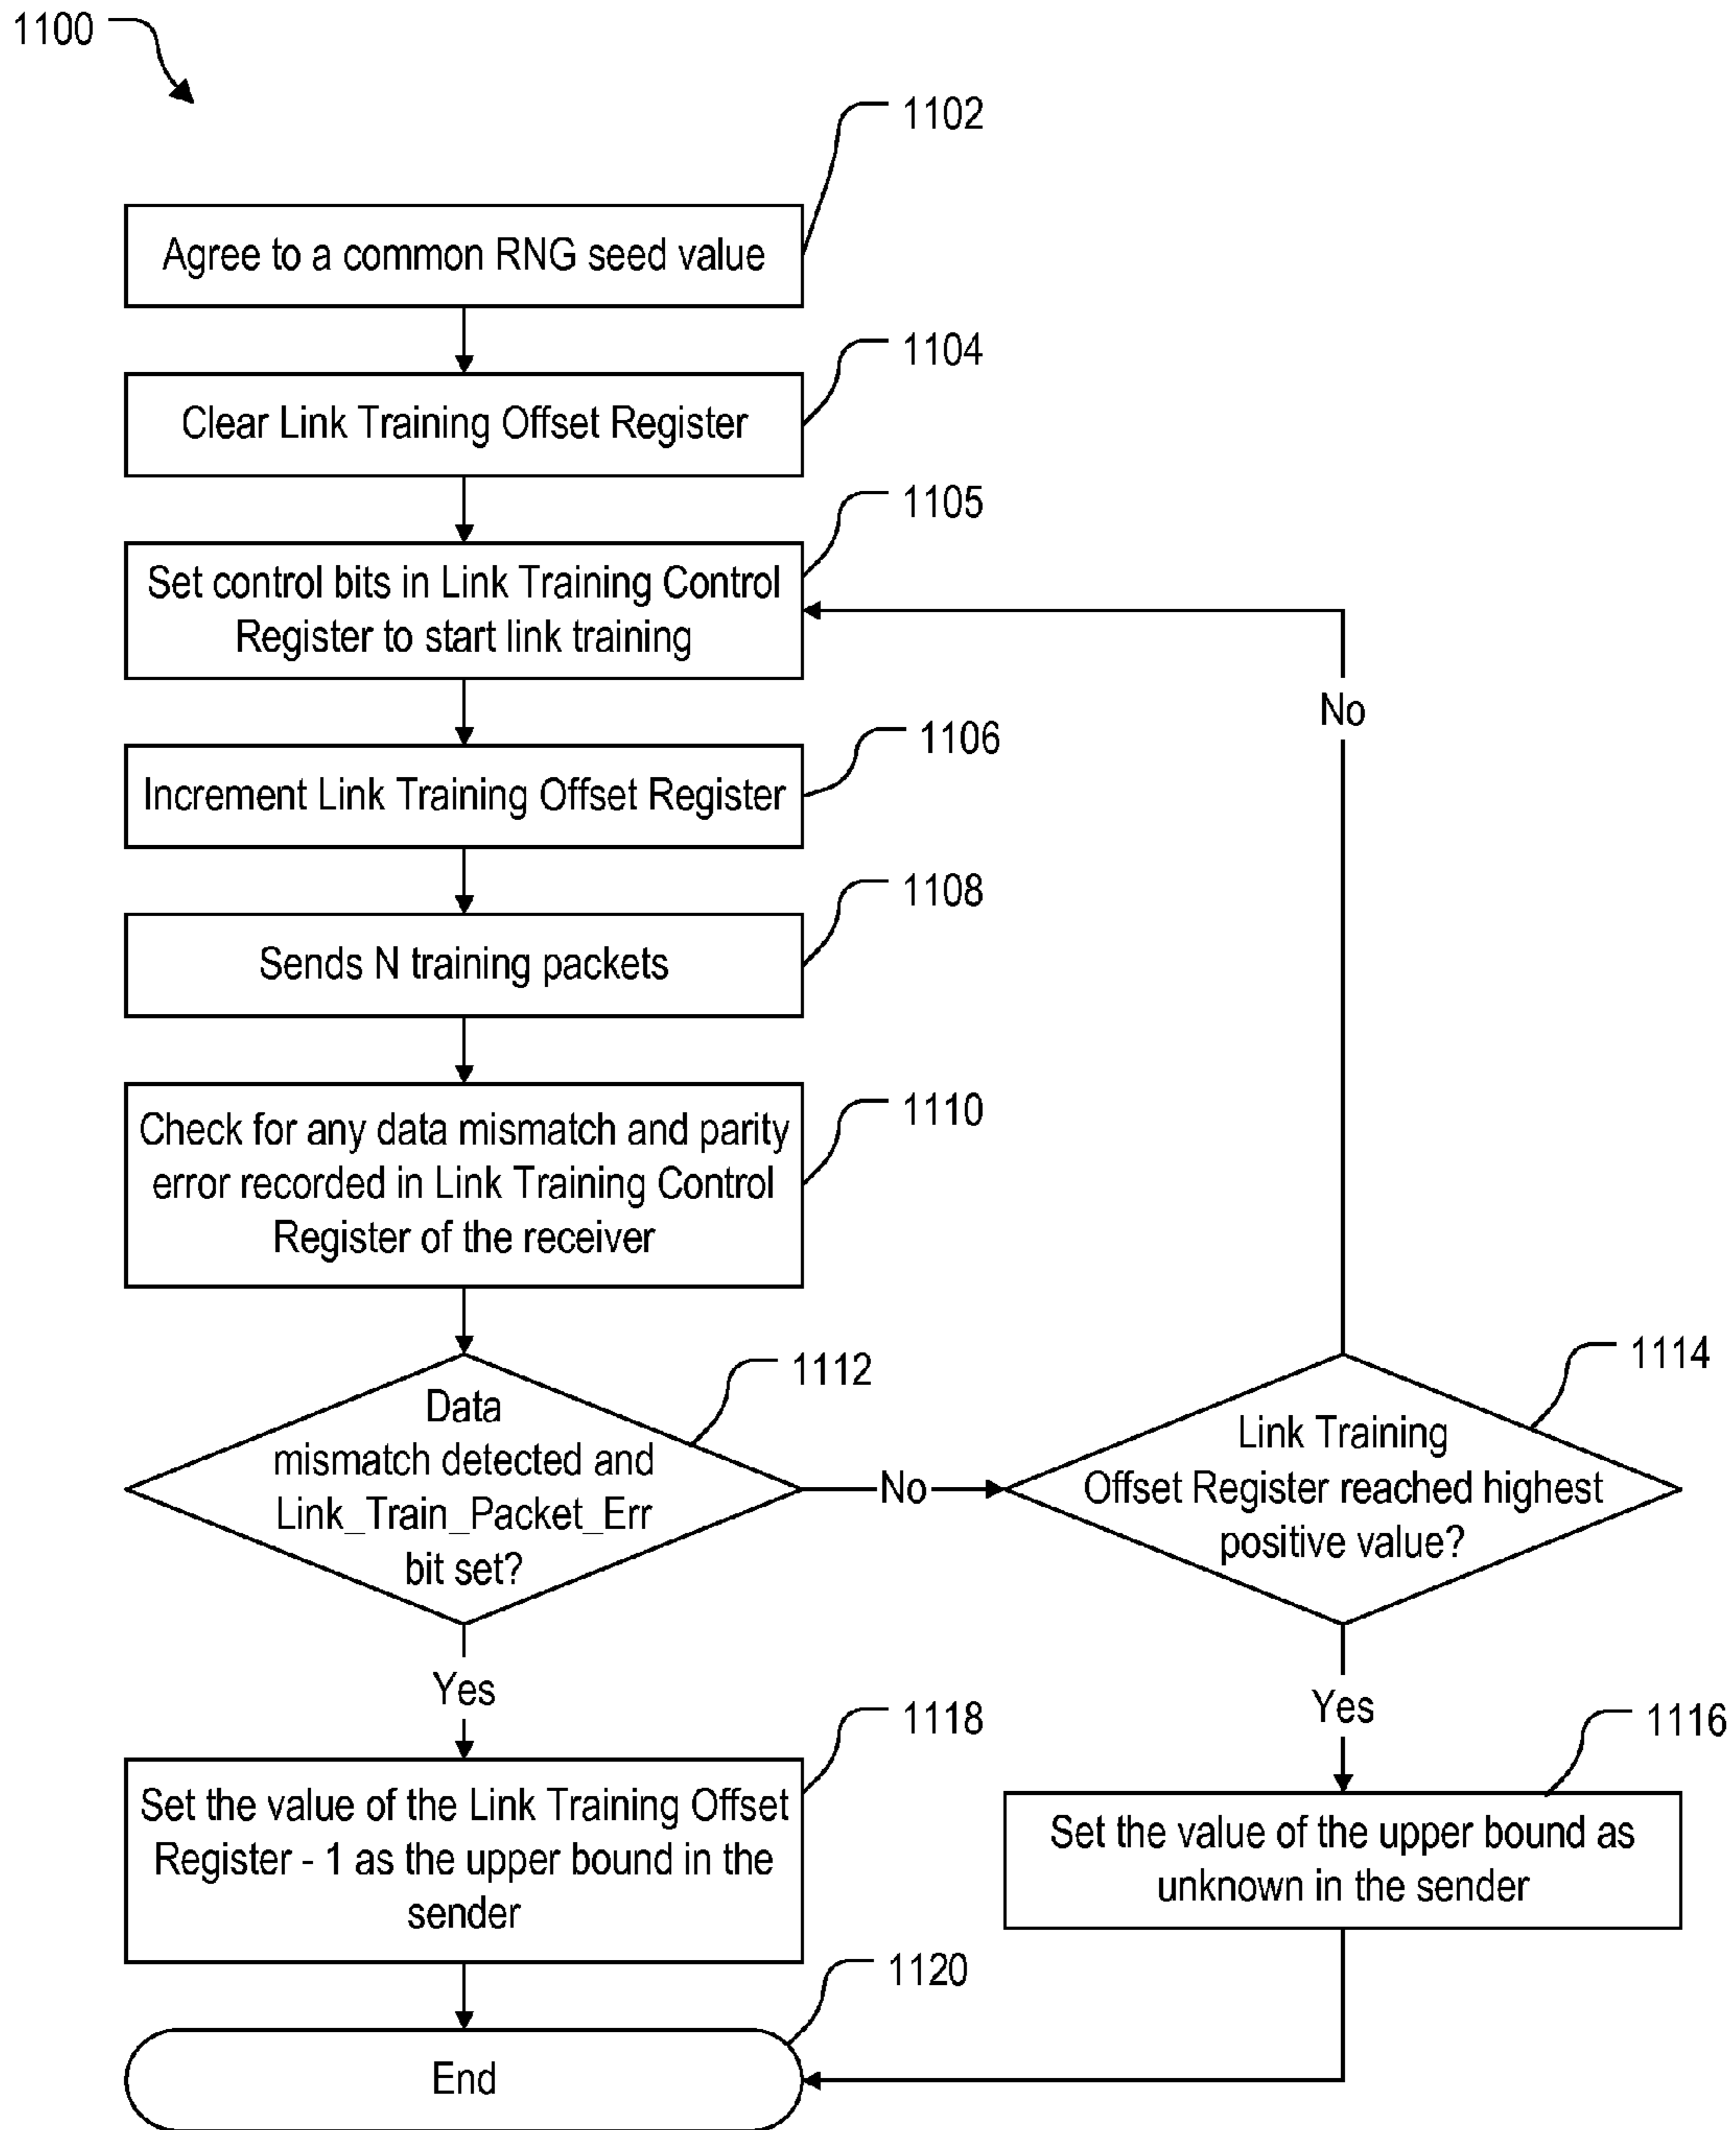 1100
1102
Agree to a common RNG seed value
1104
Clear Link Training Offset Register
1105
Set control bits in Link Training Control
Register to start link training
No
1106
Increment Link Training Offset Register
1108
Sends N training packets
1110
Check for any data mismatch and parity
error recorded in Link Training Control
Register of the receiver
1112
Data
mismatch detected and
Link_Train_Packet_Err
bit set?
No
1114
Link Training
Offset Register reached highest
positive value?
Yes
Yes
1118
Set the value of the Link Training Offset
Register - 1 as the upper bound in the
sender
1116
Set the value of the upper bound as
unknown in the sender
1120
End